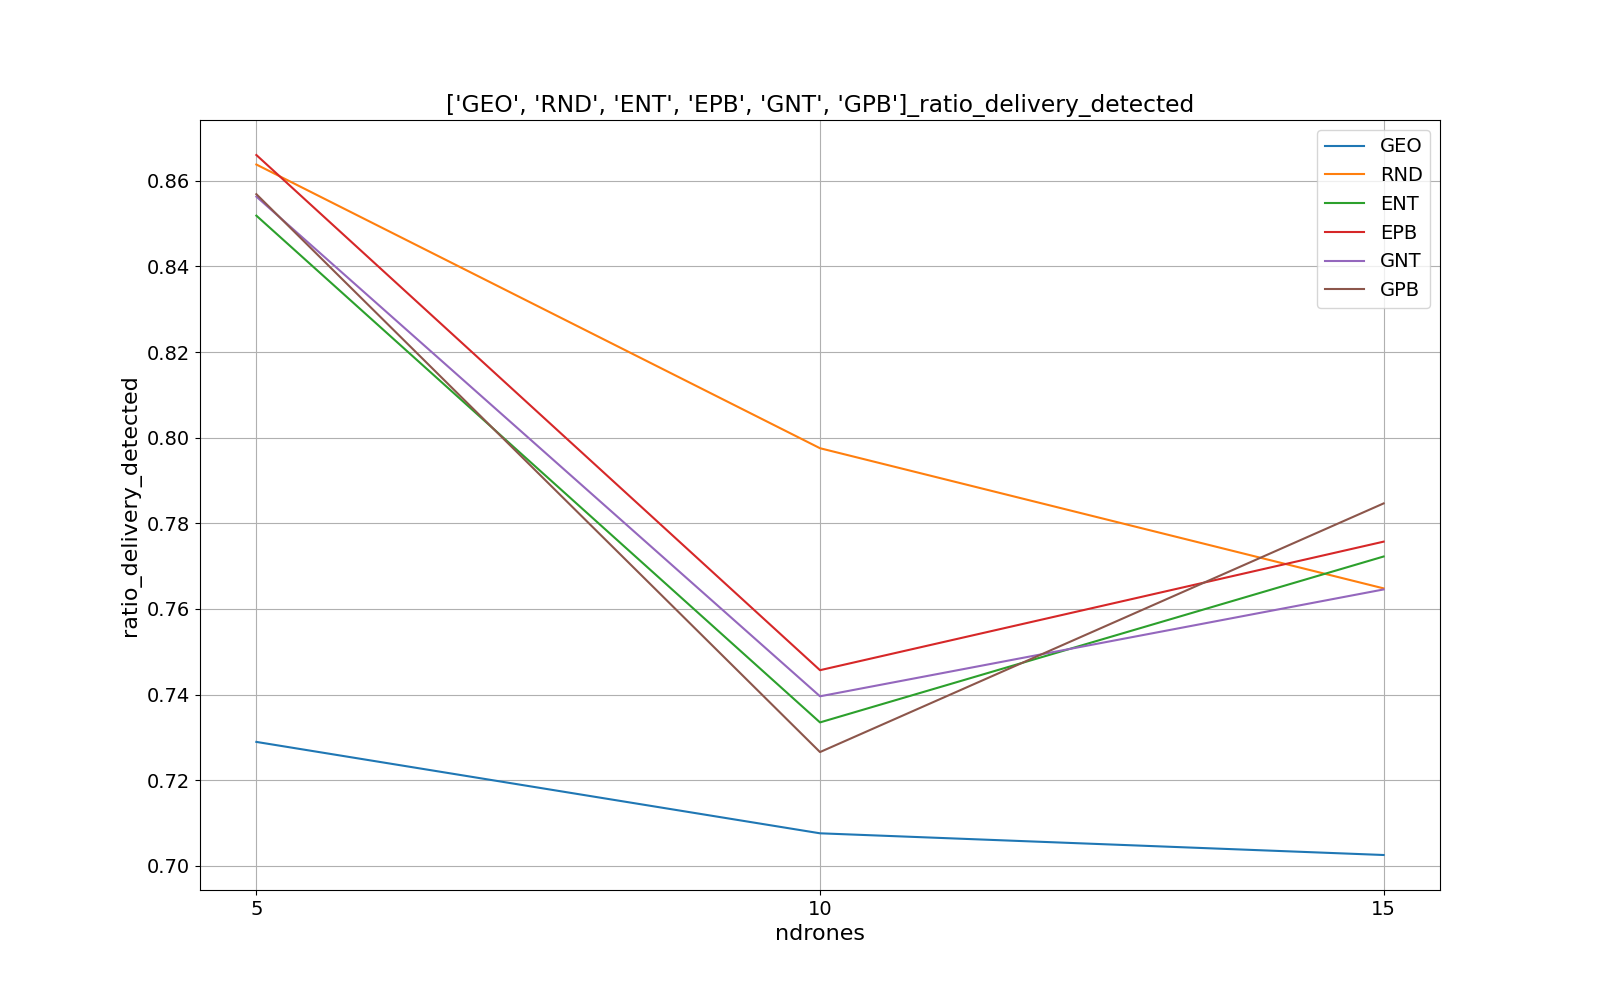 ['GEO', 'RND', 'ENT', 'EPB', 'GNT', 'GPB']_ratio_delivery_detected
GEO
RND
ENT
EPB
GNT
GPB
ratio_delivery_detected
0.86
0.84
0.82
0.80
0.78
0.76
0.74
0.72
0.70
5 10 15
ndrones